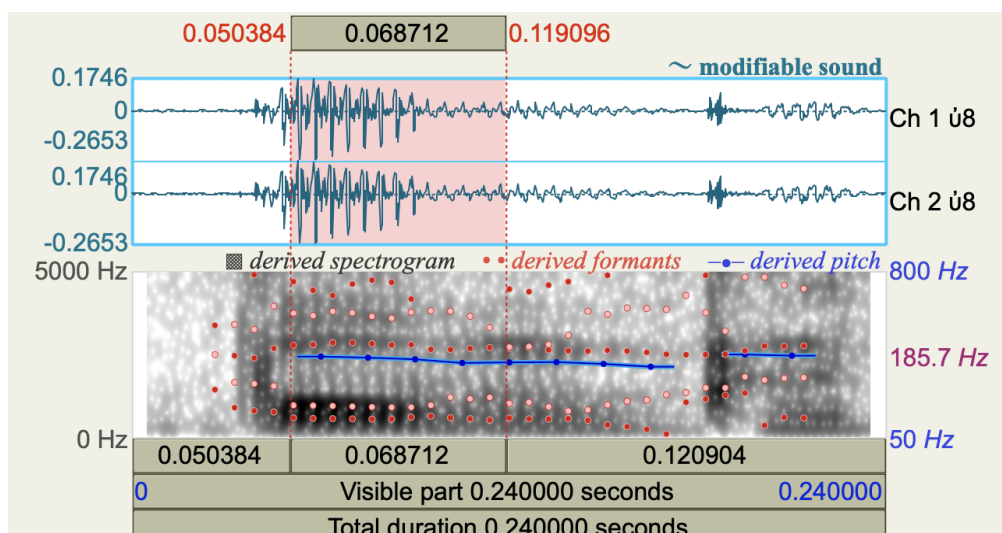 0.050384 0.068712 0.119096
~ modifiable sound
0.1746
0
-0.2653
Ch 1 ủ8
0.1746
0
-0.2653
Ch 2 ủ8
derived spectrogram derived formants derived pitch
5000 Hz 800 Hz
185.7 Hz
0 Hz 50 Hz
0.050384 0.068712 0.120904
0 Visible part 0.240000 seconds 0.240000
Total duration 0.240000 seconds